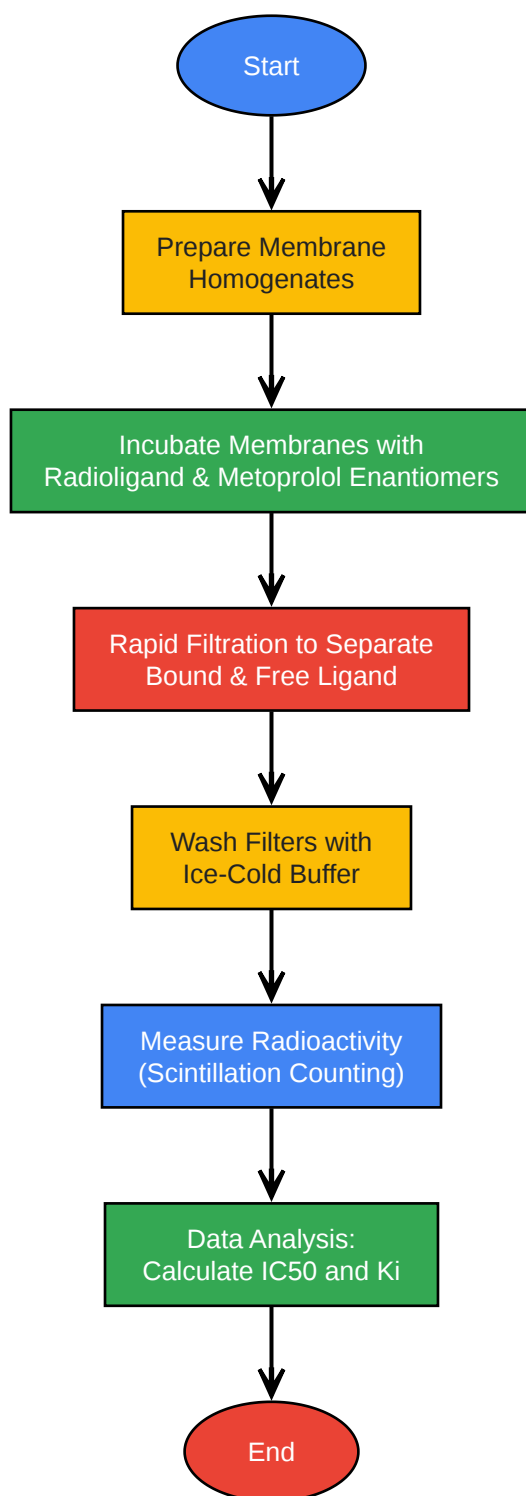 Start
Prepare Membrane
Homogenates
Incubate Membranes with
Radioligand & Metoprolol Enantiomers
Rapid Filtration to Separate
Bound & Free Ligand
Wash Filters with
Ice-Cold Buffer
Measure Radioactivity
(Scintillation Counting)
Data Analysis:
Calculate IC50 and Ki
End